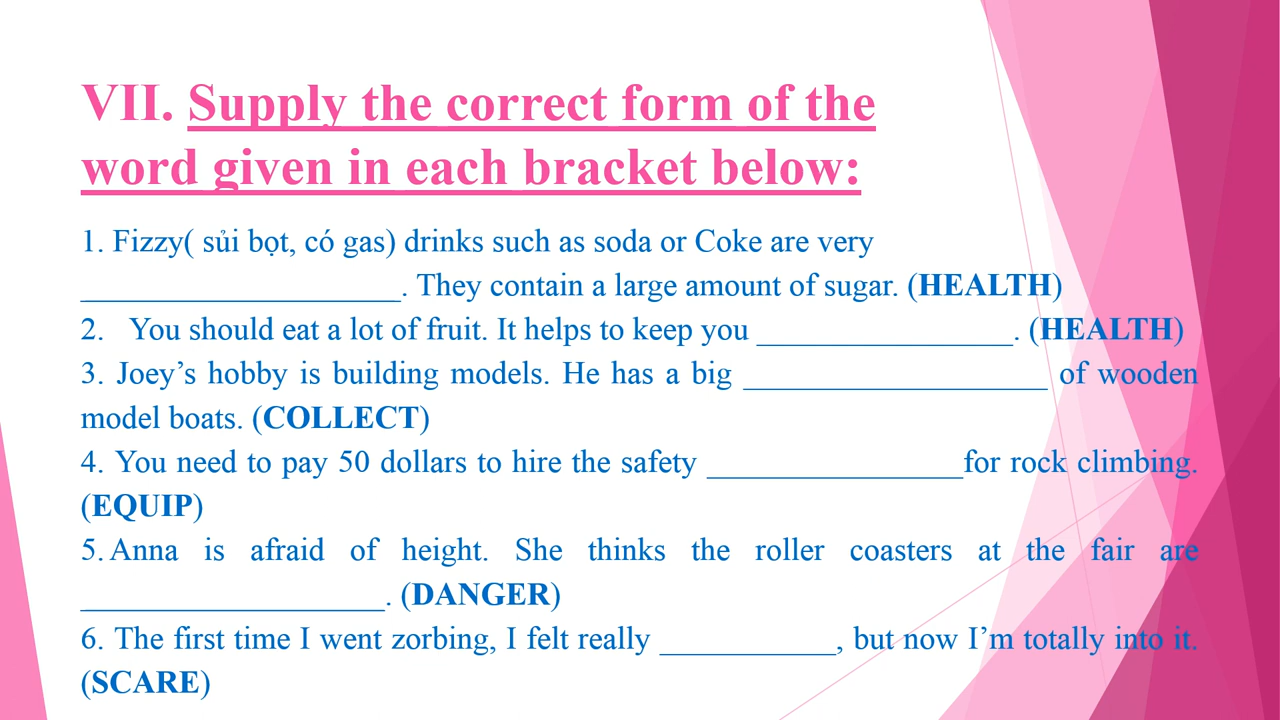 VII. Supply the correct form of the
word given in each bracket below:
1. Fizzy( sủi bọt, có gas) drinks such as soda or Coke are very
____________________. They contain a large amount of sugar. (HEALTH)
2. You should eat a lot of fruit. It helps to keep you ________________. (HEALTH)
3. Joey’s hobby is building models. He has a big ___________________ of wooden
model boats. (COLLECT)
4. You need to pay 50 dollars to hire the safety ________________for rock climbing.
(EQUIP)
5. Anna is afraid of height. She thinks the roller coasters at the fair are
___________________. (DANGER)
6. The first time I went zorbing, I felt really ___________, but now I’m totally into it.
(SCARE)